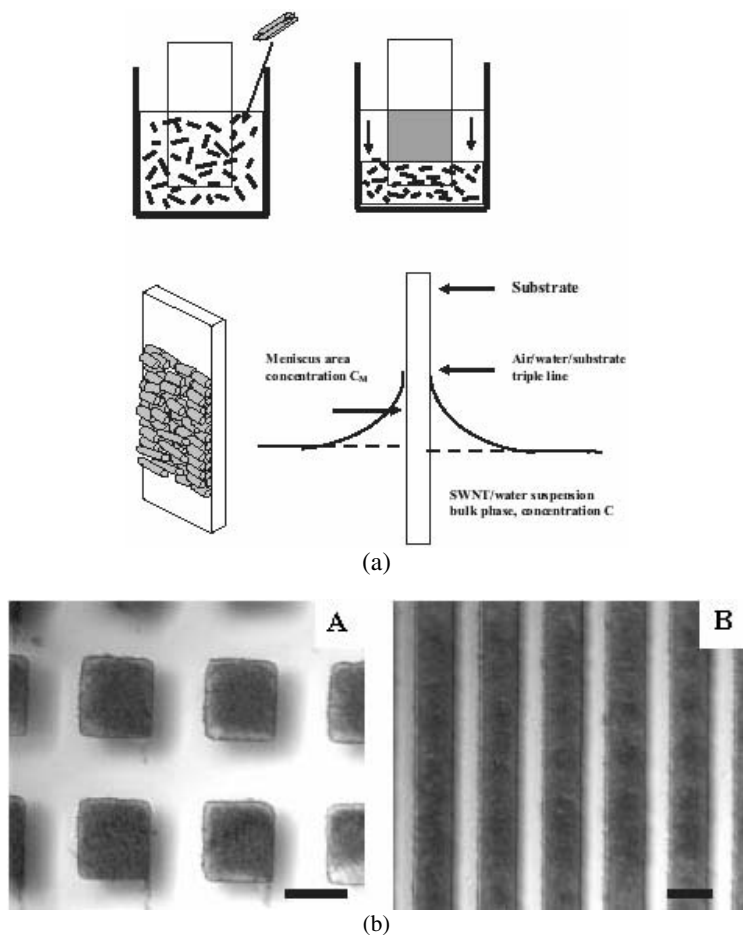 Substrate
Meniscus area
concentration C_M
Air/water/substrate
triple line
SWNT/water suspension
bulk phase, concentration C
(a)
A
B
(b)